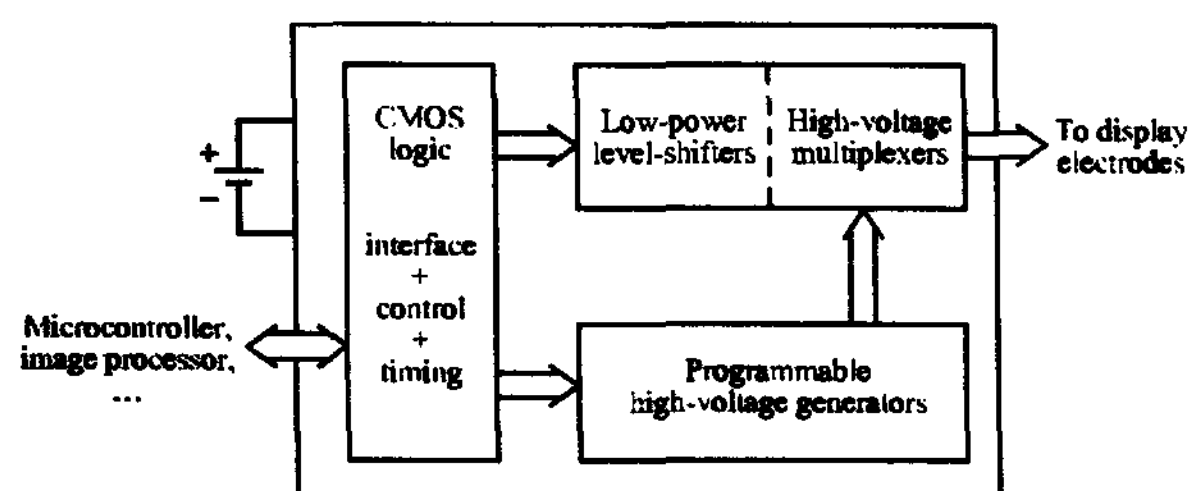 CMOS
logic
interface
+
control
+
timing
Low-power
level-shifters
High-voltage
multiplexers
To display
electrodes
+
−
Microcontroller,
image processor,
...
Programmable
high-voltage generators